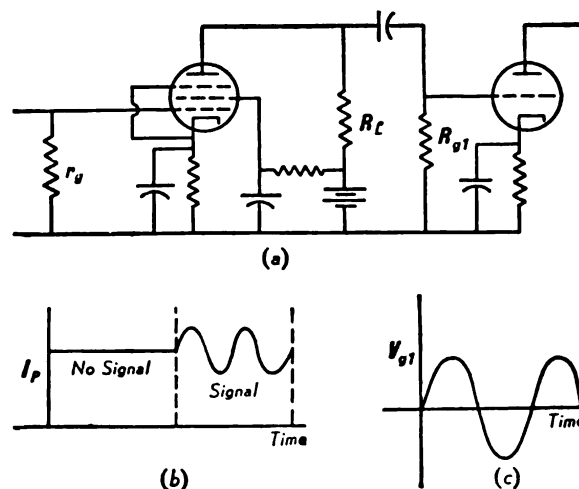 r_g
R_L
R_g1
(a)
I_P
No Signal
Signal
Time
(b)
V_g1
Time
(c)